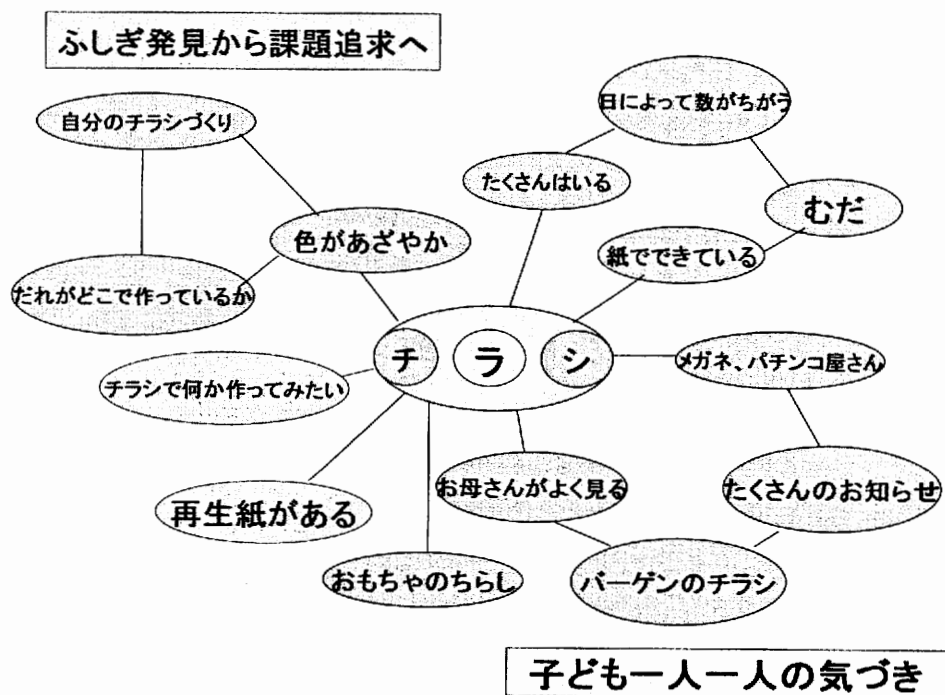 ふしぎ発見から課題追求へ
自分のチラシづくり
日によって数がちがう
たくさんはいる
むだ
色があざやか
紙でできている
だれがどこで作っているか
チラシ
メガネ、パチンコ屋さん
チラシで何か作ってみたい
お母さんがよく見る
たくさんのお知らせ
再生紙がある
おもちゃのちらし
バーゲンのチラシ
子ども一人一人の気づき